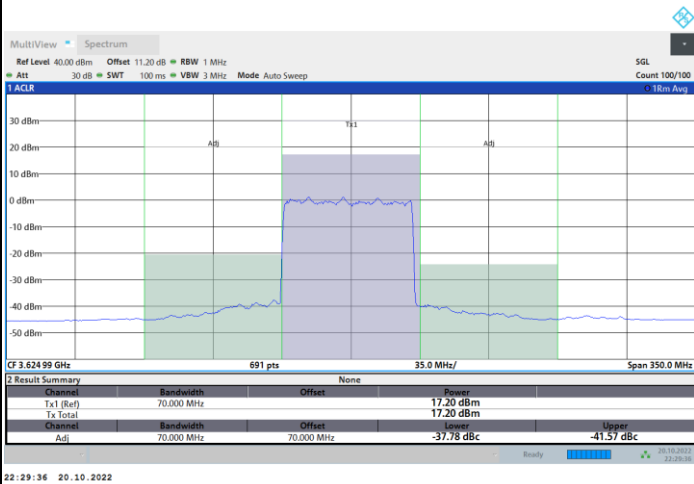 MultiView Spectrum
Ref Level 40.00 dBm Offset 11.20 dB RBW 1 MHz SGL
Att 30 dB SWT 100 ms VBW 3 MHz Mode Auto Sweep Count 100/100
1 ACLR 1Rm Avg
30 dBm
Tx1
20 dBm Adj Adj
10 dBm
0 dBm
-10 dBm
-20 dBm
-30 dBm
-40 dBm
-50 dBm
CF 3.624 99 GHz 691 pts 35.0 MHz/ Span 350.0 MHz
2 Result Summary None
Channel Bandwidth Offset Power
Tx1 (Ref) 70.000 MHz 17.20 dBm
Tx Total 17.20 dBm
Channel Bandwidth Offset Lower Upper
Adj 70.000 MHz 70.000 MHz -37.78 dBc -41.57 dBc
Ready 20.10.2022
22:29:36
22:29:36 20.10.2022